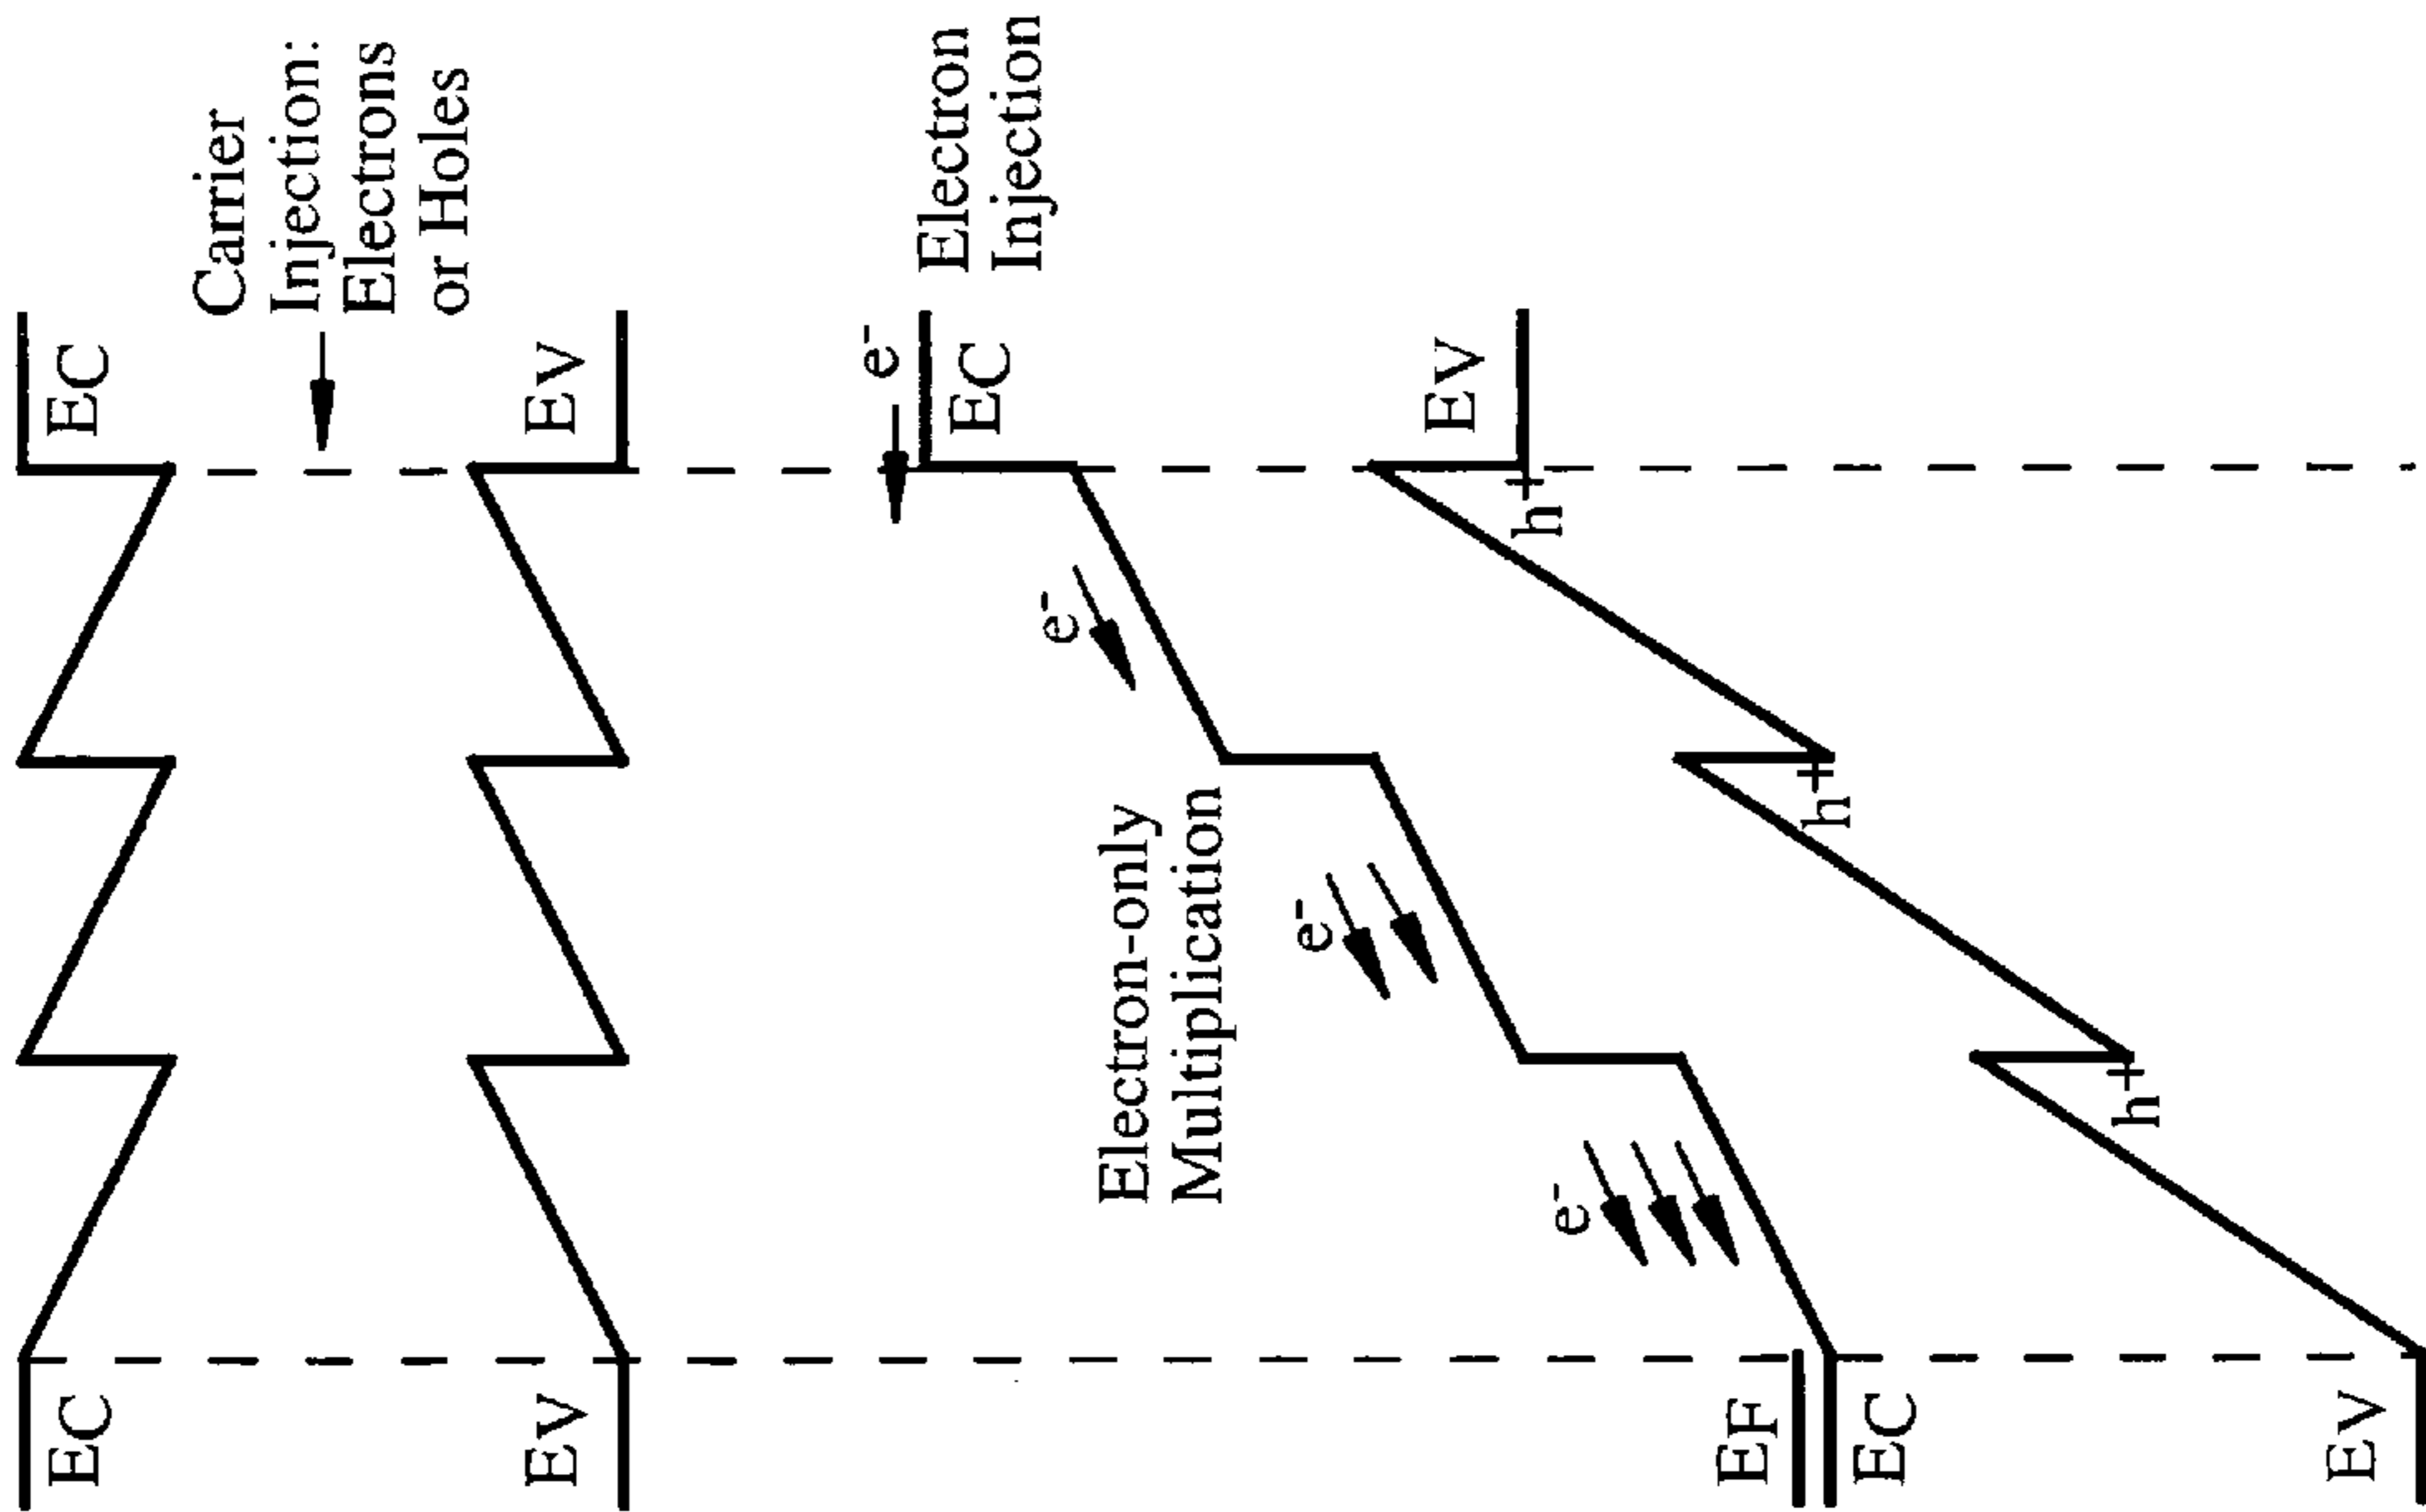 EC
EC
Carrier
Injection:
Electrons
or Holes
EV
EV
e⁻
Electron
Injection
EC
e⁻
Electron-only
Multiplication
e⁻
EV
h⁺
e⁻
EF
h⁺
EC
h⁺
EV